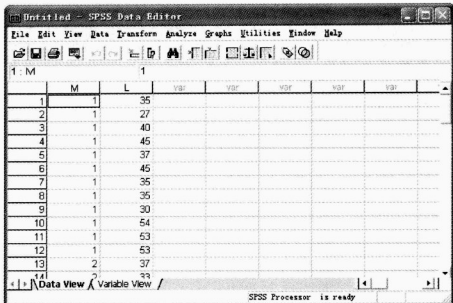 Untitled - SPSS Data Editor
File Edit View Data Transform Analyze Graphs Utilities Window Help
1 : M 1
M L var var var var var
1 1 35
2 1 27
3 1 40
4 1 45
5 1 37
6 1 45
7 1 35
8 1 35
9 1 30
10 1 54
11 1 53
12 1 53
13 2 37
14 2 33
Data View Variable View
SPSS Processor is ready